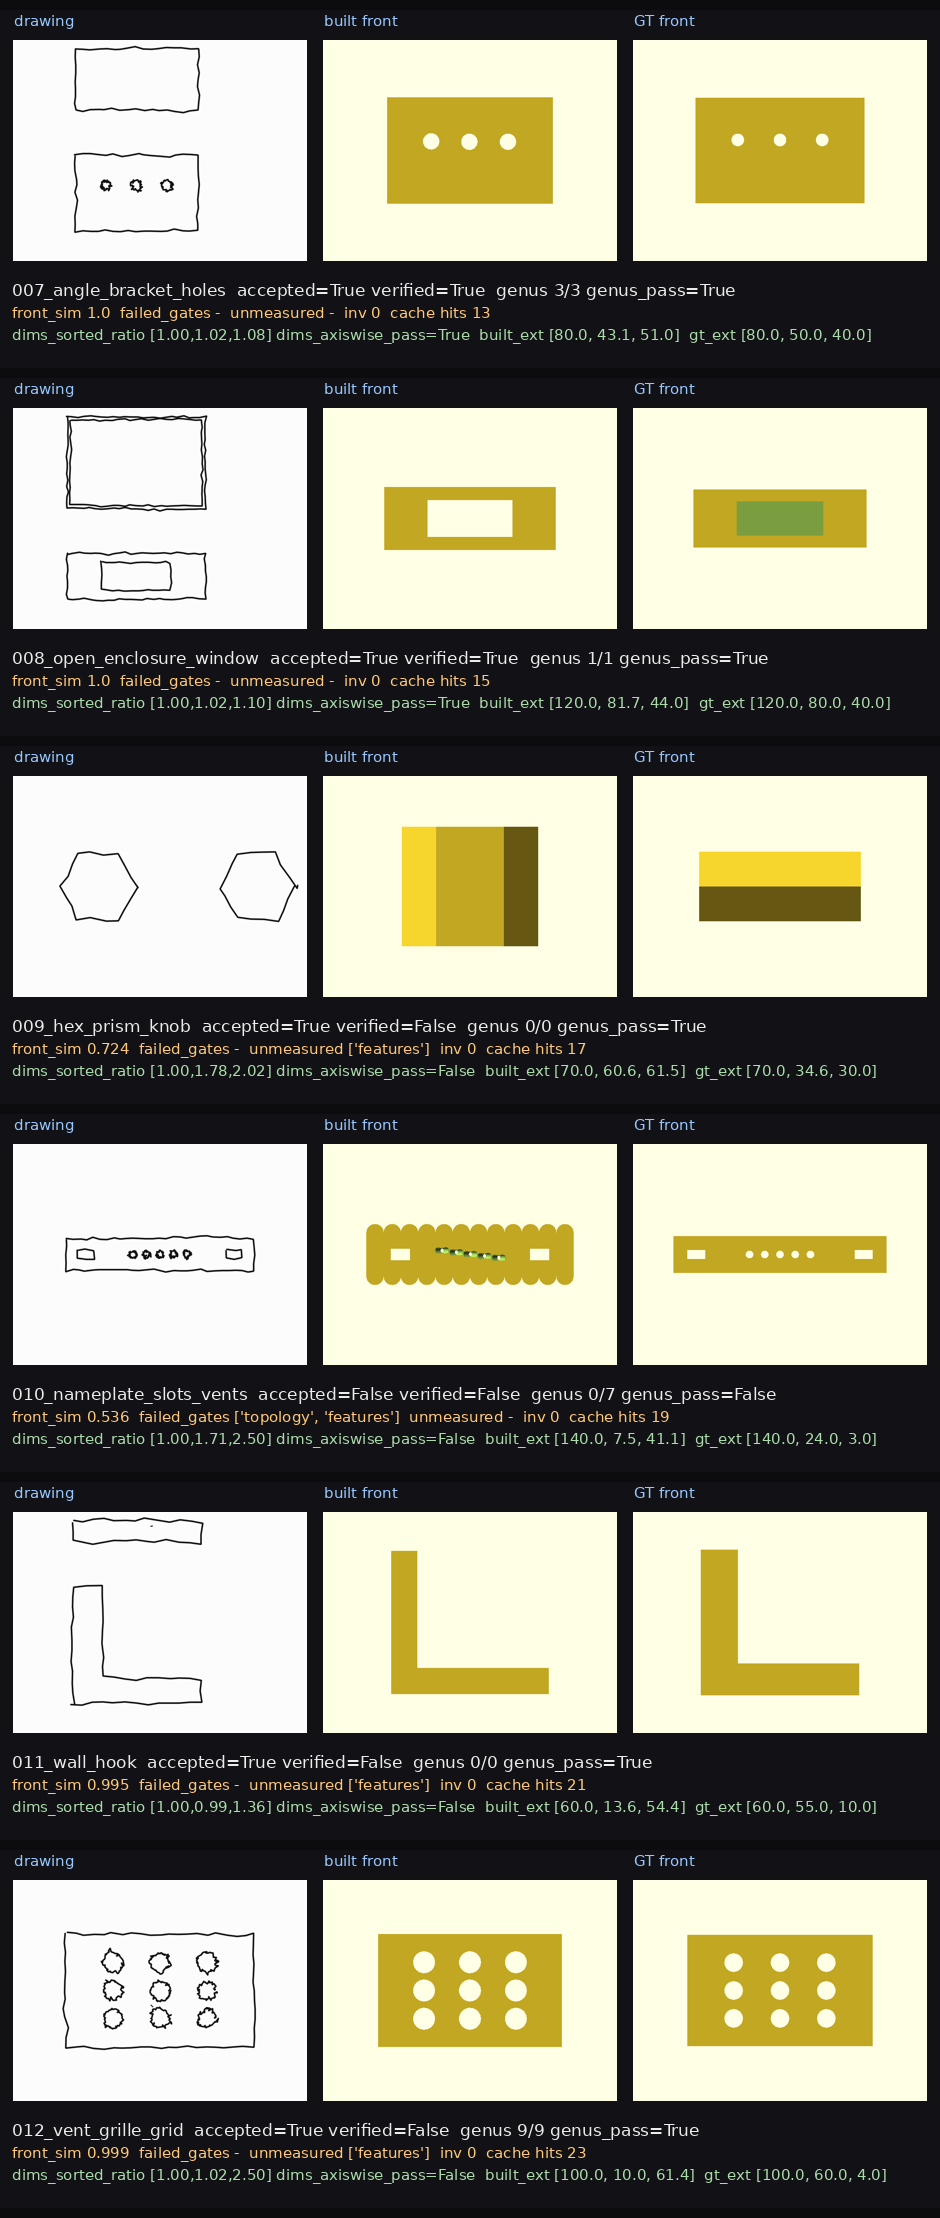 drawing built front GT front
007_angle_bracket_holes accepted=True verified=True genus 3/3 genus_pass=True
front_sim 1.0 failed_gates - unmeasured - inv 0 cache hits 13
dims_sorted_ratio [1.00,1.02,1.08] dims_axiswise_pass=True built_ext [80.0, 43.1, 51.0] gt_ext [80.0, 50.0, 40.0]
drawing built front GT front
008_open_enclosure_window accepted=True verified=True genus 1/1 genus_pass=True
front_sim 1.0 failed_gates - unmeasured - inv 0 cache hits 15
dims_sorted_ratio [1.00,1.02,1.10] dims_axiswise_pass=True built_ext [120.0, 81.7, 44.0] gt_ext [120.0, 80.0, 40.0]
drawing built front GT front
009_hex_prism_knob accepted=True verified=False genus 0/0 genus_pass=True
front_sim 0.724 failed_gates - unmeasured ['features'] inv 0 cache hits 17
dims_sorted_ratio [1.00,1.78,2.02] dims_axiswise_pass=False built_ext [70.0, 60.6, 61.5] gt_ext [70.0, 34.6, 30.0]
drawing built front GT front
010_nameplate_slots_vents accepted=False verified=False genus 0/7 genus_pass=False
front_sim 0.536 failed_gates ['topology', 'features'] unmeasured - inv 0 cache hits 19
dims_sorted_ratio [1.00,1.71,2.50] dims_axiswise_pass=False built_ext [140.0, 7.5, 41.1] gt_ext [140.0, 24.0, 3.0]
drawing built front GT front
011_wall_hook accepted=True verified=False genus 0/0 genus_pass=True
front_sim 0.995 failed_gates - unmeasured ['features'] inv 0 cache hits 21
dims_sorted_ratio [1.00,0.99,1.36] dims_axiswise_pass=False built_ext [60.0, 13.6, 54.4] gt_ext [60.0, 55.0, 10.0]
drawing built front GT front
012_vent_grille_grid accepted=True verified=False genus 9/9 genus_pass=True
front_sim 0.999 failed_gates - unmeasured ['features'] inv 0 cache hits 23
dims_sorted_ratio [1.00,1.02,2.50] dims_axiswise_pass=False built_ext [100.0, 10.0, 61.4] gt_ext [100.0, 60.0, 4.0]